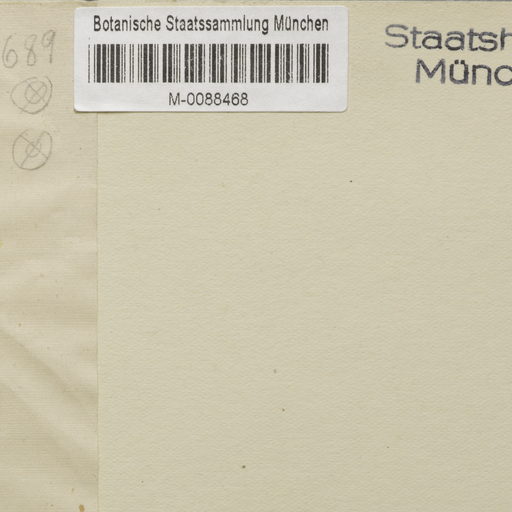 Botanische Staatssammlung München
M-0088468
Staatsh
Münc
689